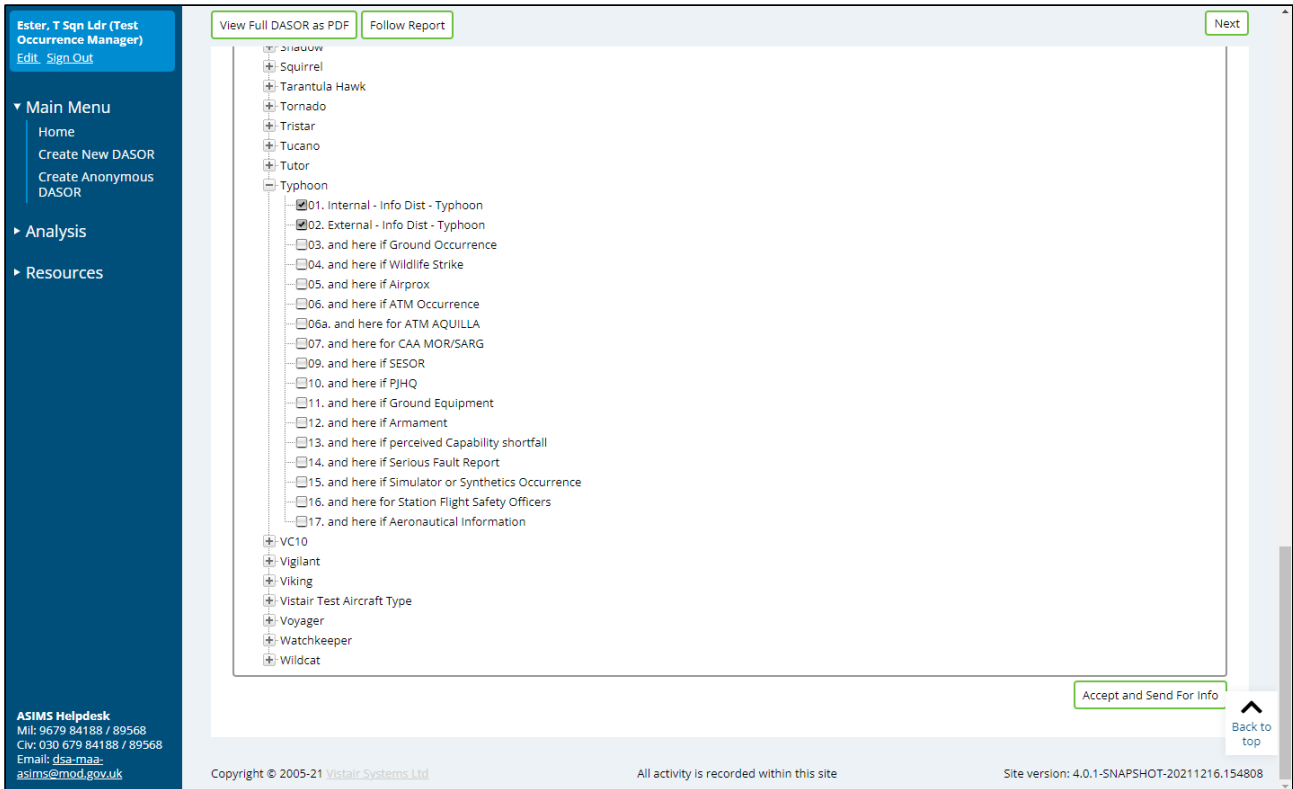 Ester, T Sqn Ldr (Test
Occurrence Manager)
Edit Sign Out
Main Menu
Home
Create New DASOR
Create Anonymous
DASOR
Analysis
Resources
ASIMS Helpdesk
Mil: 9679 84188 / 89568
Civ: 030 679 84188 / 89568
Email: dsa-maa-
asims@mod.gov.uk
View Full DASOR as PDF Follow Report Next
Shadow
Squirrel
Tarantula Hawk
Tornado
Tristar
Tucano
Tutor
Typhoon
01. Internal - Info Dist - Typhoon
02. External - Info Dist - Typhoon
03. and here if Ground Occurrence
04. and here if Wildlife Strike
05. and here if Airprox
06. and here if ATM Occurrence
06a. and here for ATM AQUILLA
07. and here for CAA MOR/SARG
09. and here if SESOR
10. and here if PJHQ
11. and here if Ground Equipment
12. and here if Armament
13. and here if perceived Capability shortfall
14. and here if Serious Fault Report
15. and here if Simulator or Synthetics Occurrence
16. and here for Station Flight Safety Officers
17. and here if Aeronautical Information
VC10
Vigilant
Viking
Vistair Test Aircraft Type
Voyager
Watchkeeper
Wildcat
Accept and Send For Info
Back to
top
Copyright © 2005-21 Vistair Systems Ltd All activity is recorded within this site Site version: 4.0.1-SNAPSHOT-20211216.154808